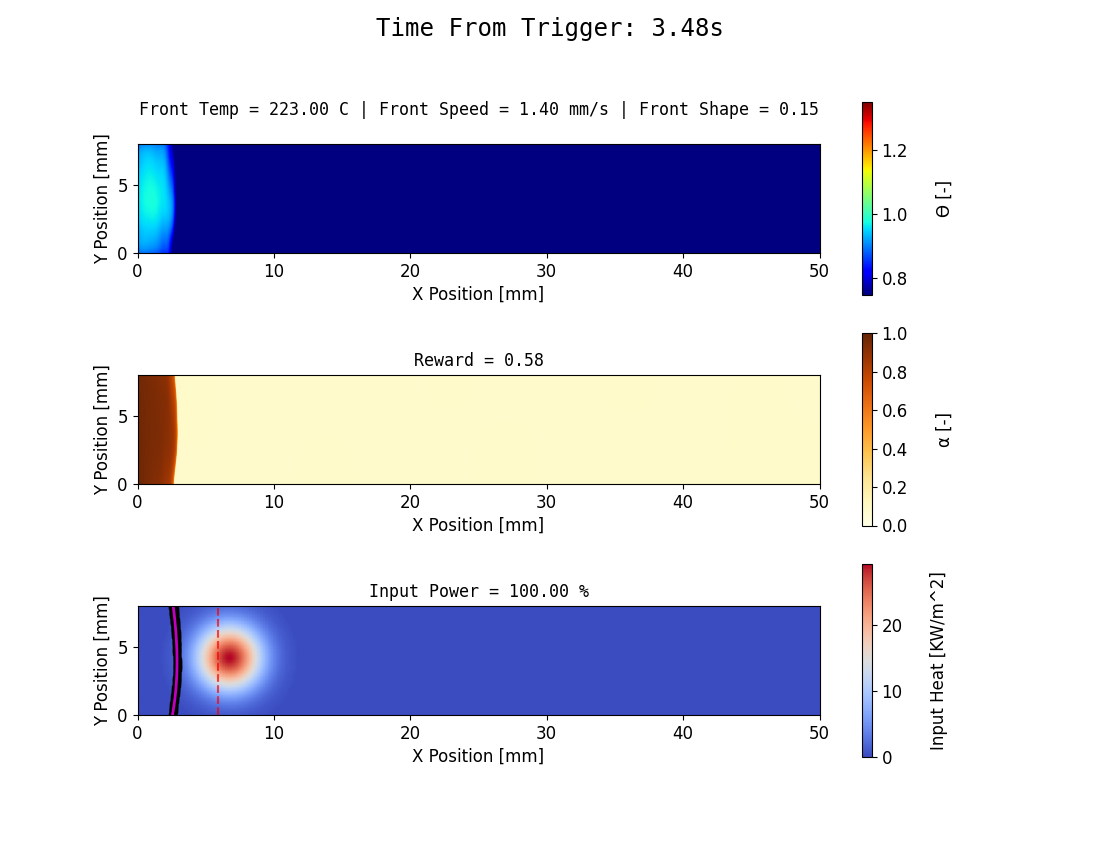 Time From Trigger: 3.48s
Front Temp = 223.00 C | Front Speed = 1.40 mm/s | Front Shape = 0.15
Y Position [mm]
5
0
0 10 20 30 40 50
X Position [mm]
1.2
1.0
0.8
Θ [-]
Reward = 0.58
Y Position [mm]
5
0
0 10 20 30 40 50
X Position [mm]
1.0
0.8
0.6
0.4
0.2
0.0
α [-]
Input Power = 100.00 %
Y Position [mm]
5
0
0 10 20 30 40 50
X Position [mm]
20
10
0
Input Heat [KW/m^2]